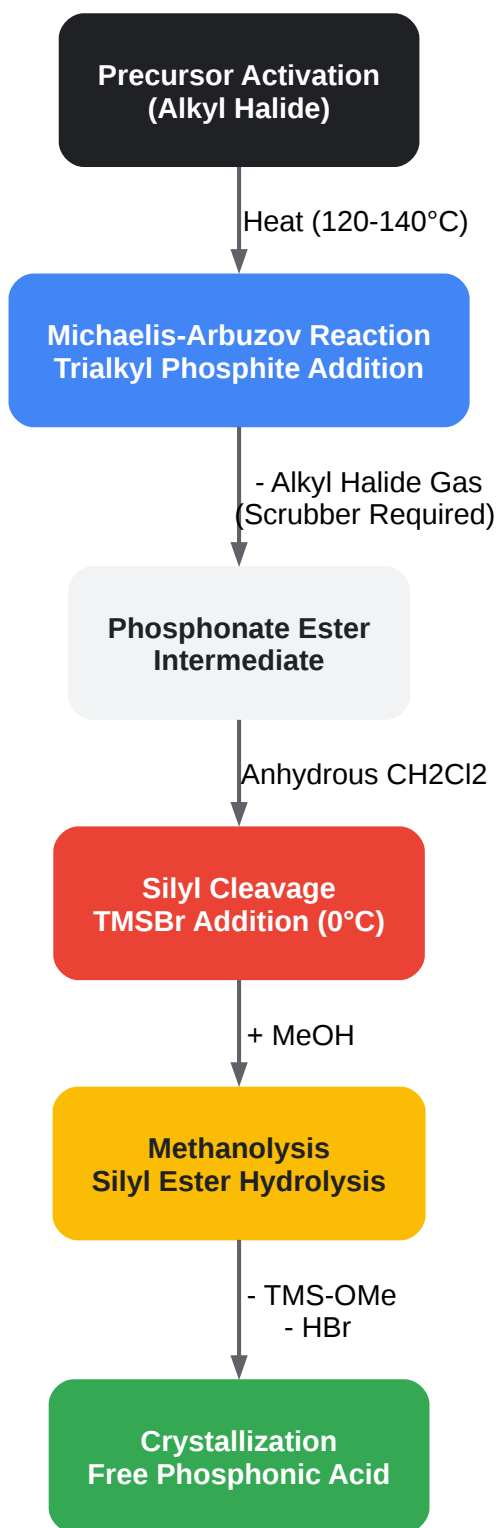 Precursor Activation
(Alkyl Halide)
Heat (120-140°C)
Michaelis-Arbuzov Reaction
Trialkyl Phosphite Addition
- Alkyl Halide Gas
(Scrubber Required)
Phosphonate Ester
Intermediate
Anhydrous CH2Cl2
Silyl Cleavage
TMSBr Addition (0°C)
+ MeOH
Methanolysis
Silyl Ester Hydrolysis
- TMS-OMe
- HBr
Crystallization
Free Phosphonic Acid